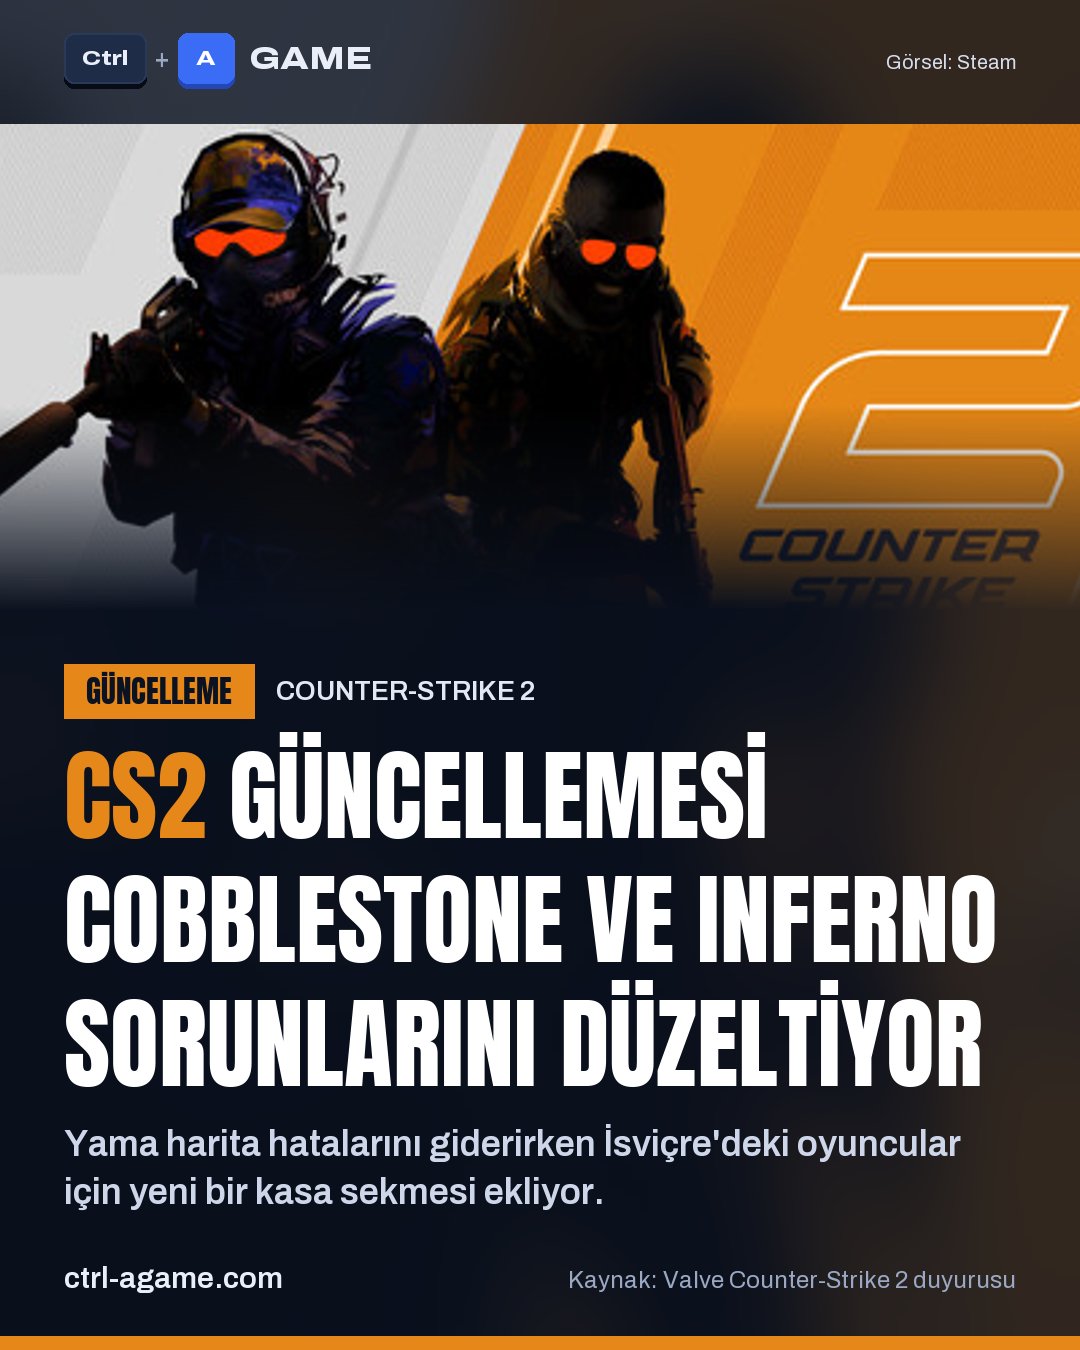 Ctrl + A GAME
Görsel: Steam
2
COUNTER
STRIKE
GÜNCELLEME
COUNTER-STRIKE 2
CS2 GÜNCELLEMESİ
COBBLESTONE VE INFERNO
SORUNLARINI DÜZELTİYOR
Yama harita hatalarını giderirken İsviçre'deki oyuncular
için yeni bir kasa sekmesi ekliyor.
ctrl-agame.com
Kaynak: Valve Counter-Strike 2 duyurusu